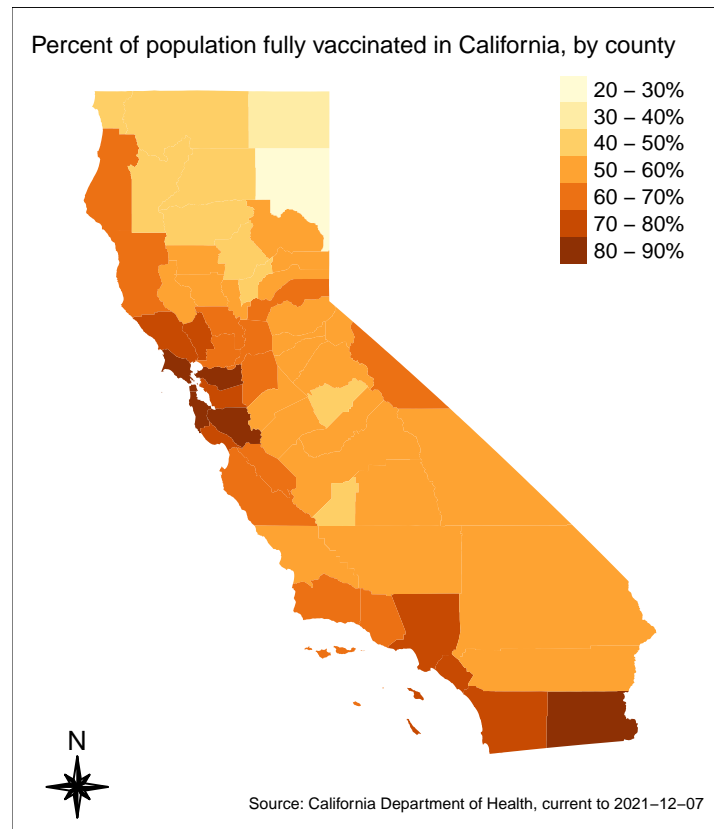 Percent of population fully vaccinated in California, by county
20 − 30%
30 − 40%
40 − 50%
50 − 60%
60 − 70%
70 − 80%
80 − 90%
N
Source: California Department of Health, current to 2021−12−07